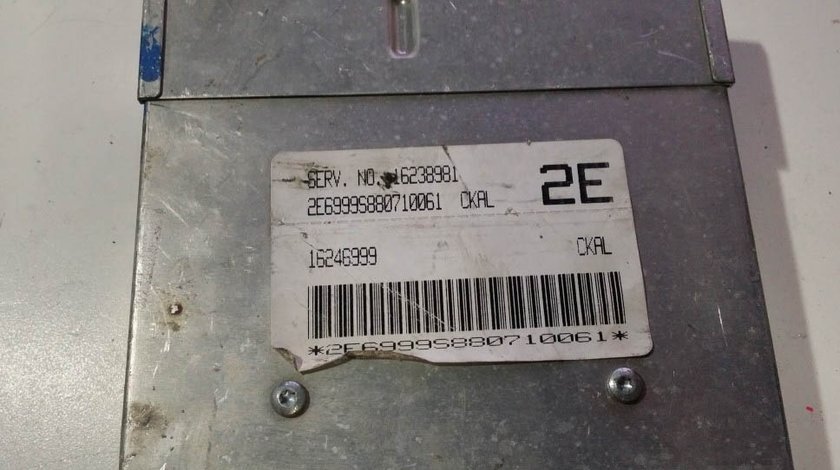 SERV. NO. 16238981
2E
2E6999S880710061 CKAL
16246999 CKAL
*2E6999S880710061*